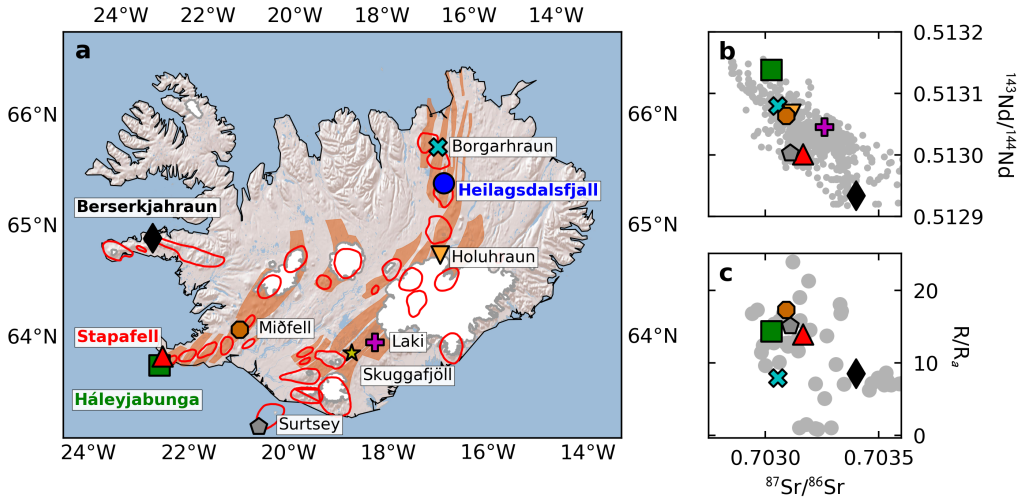 24°W 22°W 20°W 18°W 16°W 14°W
a
66°N
65°N
64°N
66°N
65°N
64°N
Borgarhraun
Heilagsdalsfjall
Berserkjahraun
Holuhraun
Miðfell
Stapafell
Laki
Skuggafjöll
Háleyjabunga
Surtsey
24°W 22°W 20°W 18°W 16°W 14°W
b
0.5132
0.5131
0.5130
0.5129
¹⁴³Nd/¹⁴⁴Nd
c
20
10
0
R/Rₐ
0.7030 0.7035
⁸⁷Sr/⁸⁶Sr